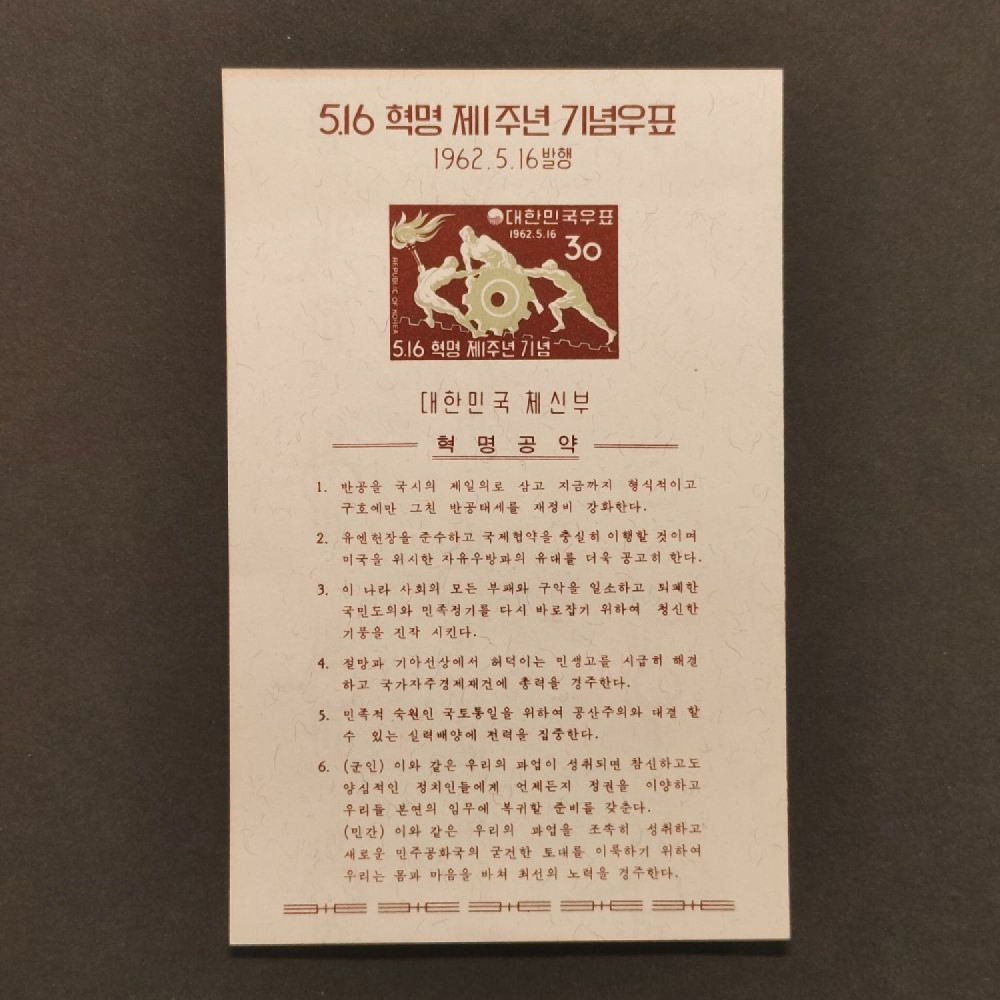 5.16 혁명 제1주년 기념우표
1962.5.16발행
대한민국우표
1962.5.16
30
REPUBLIC OF KOREA
5.16 혁명 제1주년 기념
대한민국 체신부
혁명공약
1. 반공을 국시의 제일의로 삼고 지금까지 형식적이고
구호에만 그친 반공태세를 재정비 강화한다.
2. 유엔헌장을 준수하고 국제협약을 충실히 이행할 것이며
미국을 위시한 자유우방과의 유대를 더욱 공고히 한다.
3. 이 나라 사회의 모든 부패와 구악을 일소하고 퇴폐한
국민도의와 민족정기를 다시 바로잡기 위하여 청신한
기풍을 진작 시킨다.
4. 절망과 기아선상에서 허덕이는 민생고를 시급히 해결
하고 국가자주경제재건에 총력을 경주한다.
5. 민족적 숙원인 국토통일을 위하여 공산주의와 대결 할
수 있는 실력배양에 전력을 집중한다.
6. (군인) 이와 같은 우리의 과업이 성취되면 참신하고도
양심적인 정치인들에게 언제든지 정권을 이양하고
우리들 본연의 임무에 복귀할 준비를 갖춘다.
(민간) 이와 같은 우리의 과업을 조속히 성취하고
새로운 민주공화국의 굳건한 토대를 이룩하기 위하여
우리는 몸과 마음을 바쳐 최선의 노력을 경주한다.